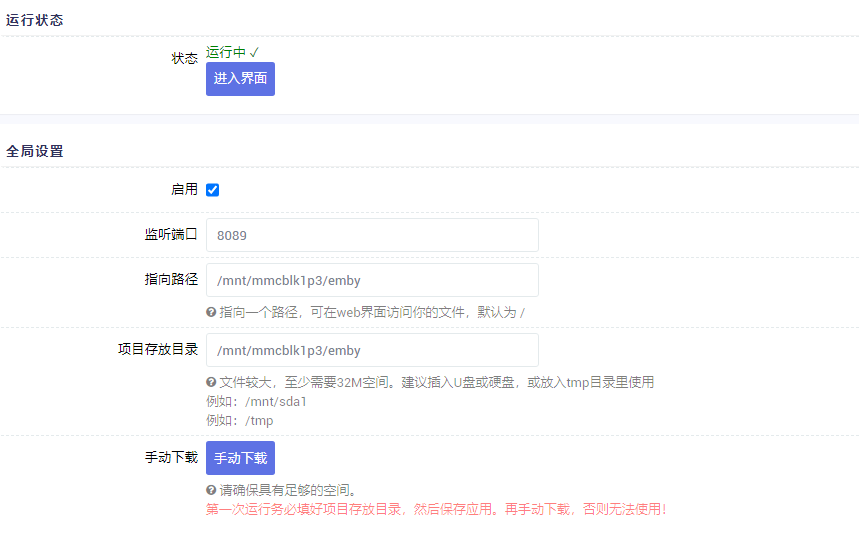 运行状态
状态
运行中 ✓
进入界面
全局设置
启用
监听端口
8089
指向路径
/mnt/mmcblk1p3/emby
指向一个路径，可在web界面访问你的文件，默认为 /
项目存放目录
/mnt/mmcblk1p3/emby
文件较大，至少需要32M空间。建议插入U盘或硬盘，或放入tmp目录里使用
例如：/mnt/sda1
例如：/tmp
手动下载
手动下载
请确保具有足够的空间。
第一次运行务必填好项目存放目录，然后保存应用。再手动下载，否则无法使用！